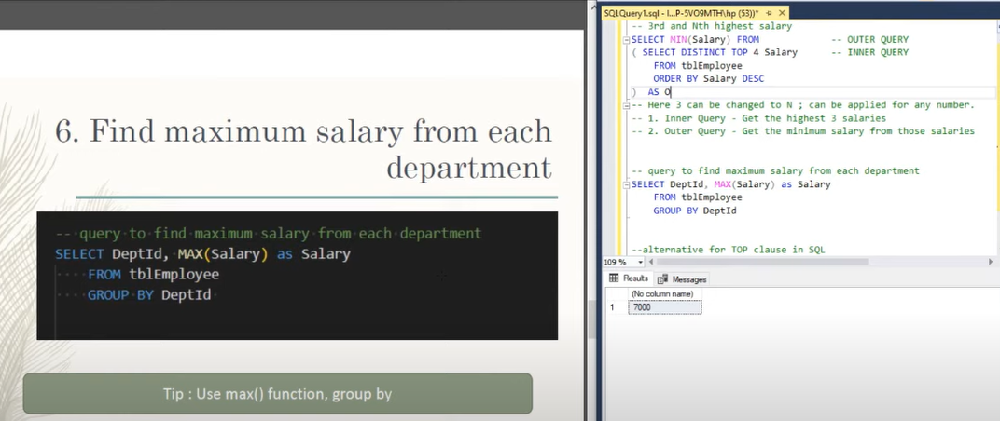 6. Find maximum salary from each
department
-- query to find maximum salary from each department
SELECT DeptId, MAX(Salary) as Salary
FROM tblEmployee
GROUP BY DeptId
Tip : Use max() function, group by
SQLQuery1.sql - l...P-5VO9MTH\hp (53))*
-- 3rd and Nth highest salary
SELECT MIN(Salary) FROM -- OUTER QUERY
( SELECT DISTINCT TOP 4 Salary -- INNER QUERY
FROM tblEmployee
ORDER BY Salary DESC
) AS O
-- Here 3 can be changed to N ; can be applied for any number.
-- 1. Inner Query - Get the highest 3 salaries
-- 2. Outer Query - Get the minimum salary from those salaries
-- query to find maximum salary from each department
SELECT DeptId, MAX(Salary) as Salary
FROM tblEmployee
GROUP BY DeptId
--alternative for TOP clause in SQL
109 %
Results Messages
(No column name)
1 7000